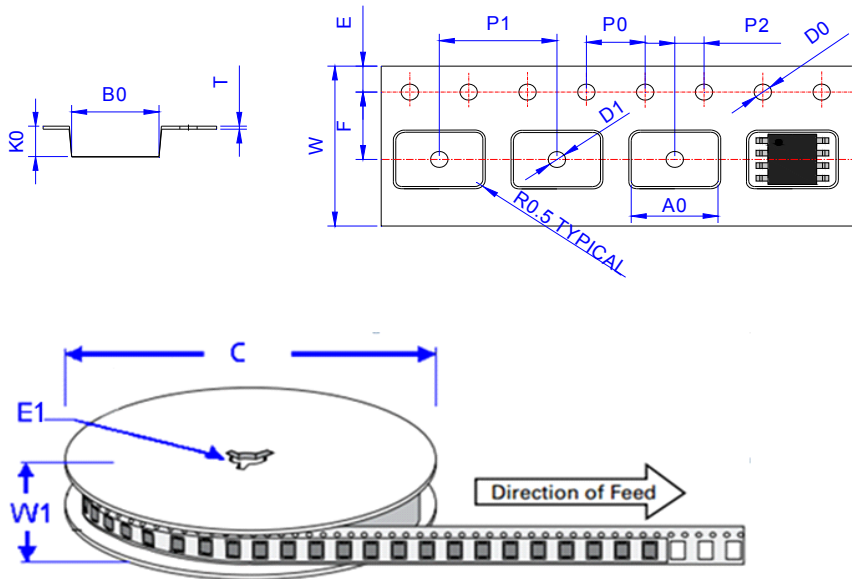 E
P1
P0
P2
D0
T
B0
K0
W
F
D1
A0
R0.5 TYPICAL
C
E1
W1
Direction of Feed